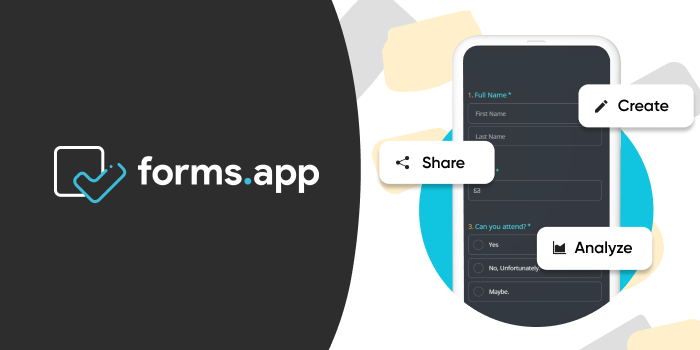 forms.app
1. Full Name *
First Name
Last Name
Create
Share
*
3. Can you attend? *
Yes
No, Unfortunately
Maybe.
Analyze